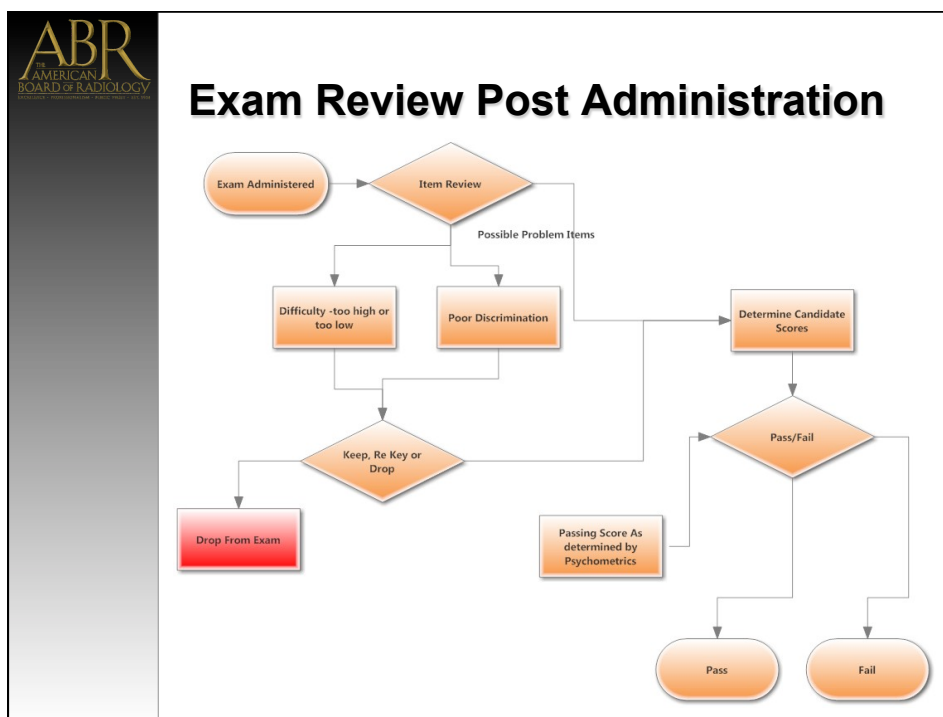 ABR
THE
AMERICAN
BOARD OF RADIOLOGY
Exam Review Post Administration
Exam Administered
Item Review
Possible Problem Items
Difficulty -too high or
too low
Poor Discrimination
Determine Candidate
Scores
Keep, Re Key or
Drop
Pass/Fail
Drop From Exam
Passing Score As
determined by
Psychometrics
Pass
Fail